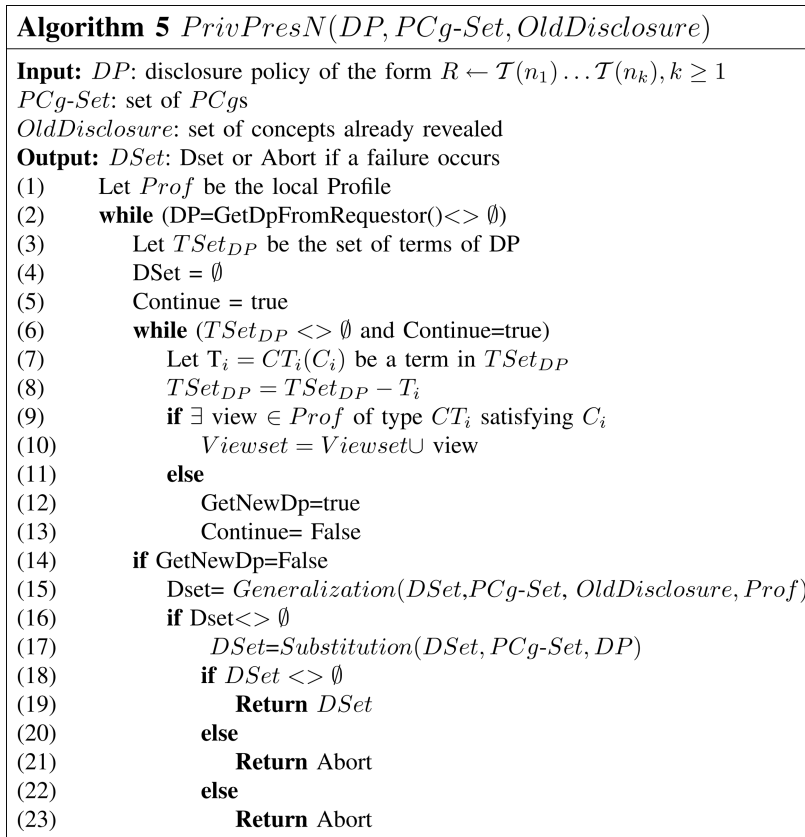 Algorithm 5 PrivPresN(DP, PCg-Set, OldDisclosure)
Input: DP: disclosure policy of the form R ← 𝒯(n₁) … 𝒯(nₖ), k ≥ 1
PCg-Set: set of PCgs
OldDisclosure: set of concepts already revealed
Output: DSet: Dset or Abort if a failure occurs
(1) Let Prof be the local Profile
(2) while (DP=GetDpFromRequestor()<> ∅)
(3) Let TSet_DP be the set of terms of DP
(4) DSet = ∅
(5) Continue = true
(6) while (TSet_DP <> ∅ and Continue=true)
(7) Let Tᵢ = CTᵢ(Cᵢ) be a term in TSet_DP
(8) TSet_DP = TSet_DP − Tᵢ
(9) if ∃ view ∈ Prof of type CTᵢ satisfying Cᵢ
(10) Viewset = Viewset∪ view
(11) else
(12) GetNewDp=true
(13) Continue= False
(14) if GetNewDp=False
(15) Dset= Generalization(DSet,PCg-Set, OldDisclosure, Prof)
(16) if Dset<> ∅
(17) DSet=Substitution(DSet, PCg-Set, DP)
(18) if DSet <> ∅
(19) Return DSet
(20) else
(21) Return Abort
(22) else
(23) Return Abort